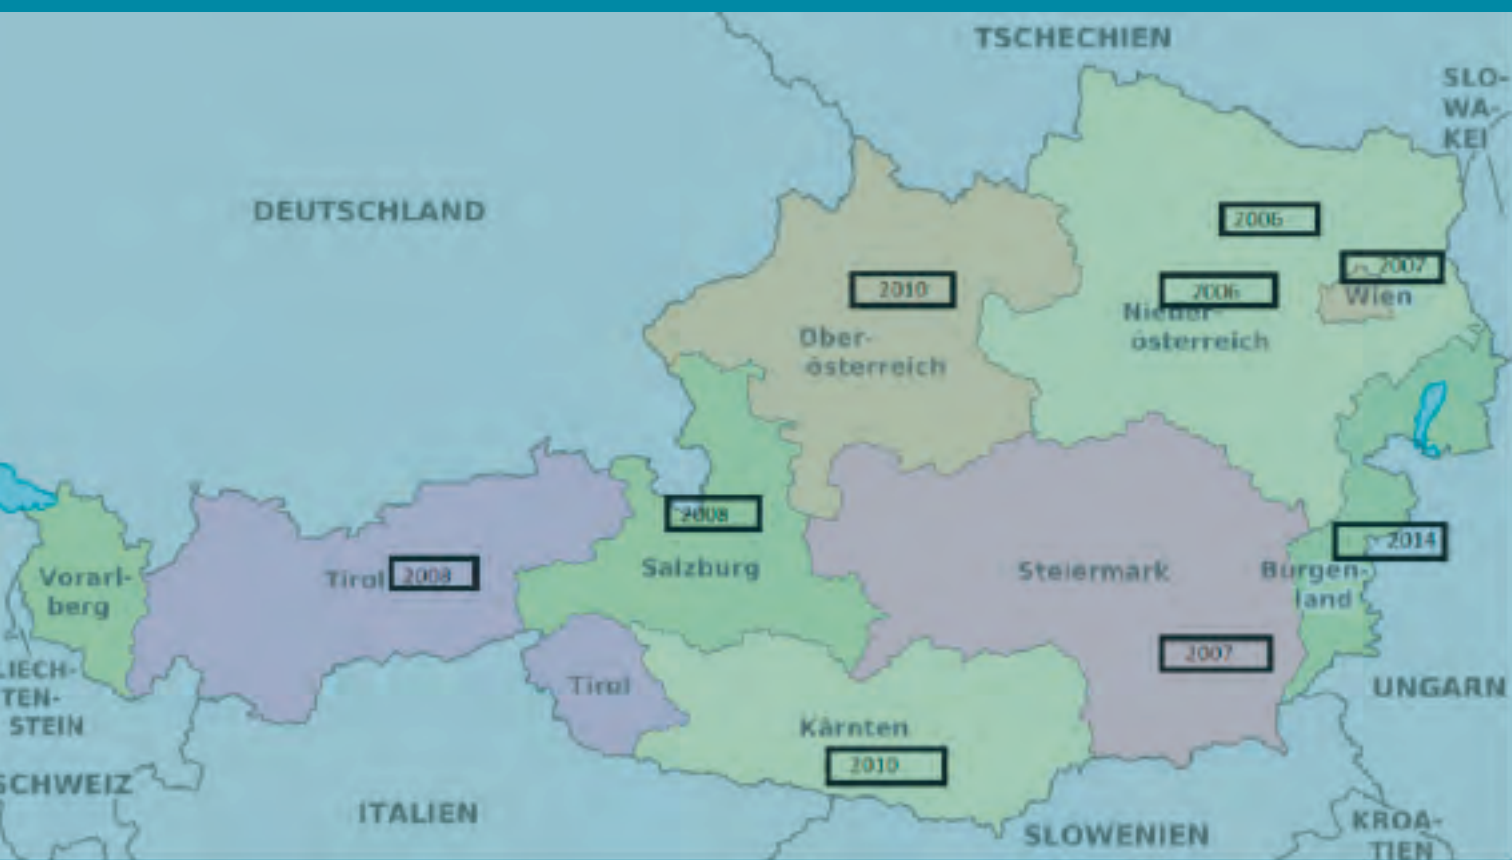 TSCHECHIEN
SLO-
WA-
KEI
DEUTSCHLAND
2006
2007
Wien
2010
2006
Nieder-
österreich
Ober-
österreich
2008
Salzburg
2014
Burgen-
land
Vorarl-
berg
Tirol
2008
Steiermark
2007
LIECH-
TEN-
STEIN
Tirol
UNGARN
Kärnten
2010
SCHWEIZ
ITALIEN
SLOWENIEN
KROA-
TIEN